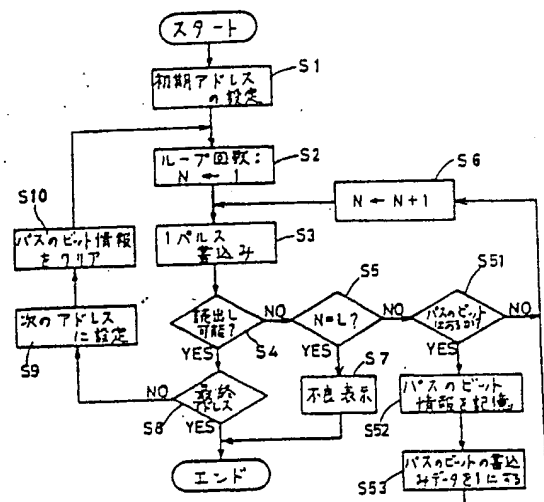 スタート
S1
初期アドレス
の設定
S2
ループ回数:
N ← 1
S6
N ← N+1
S10
パスのビット情報
をクリア
S3
1パルス
書込み
S5
S51
読出し
可能?
NO
N=L?
NO
パスのビット
はあるか?
NO
次のアドレス
に設定
S9
YES
S4
YES
S7
YES
NO
最終
アドレス
不良表示
パスのビット
情報を記憶
S52
S8
YES
エンド
S53
パスのビットの書込
みデータを1にする